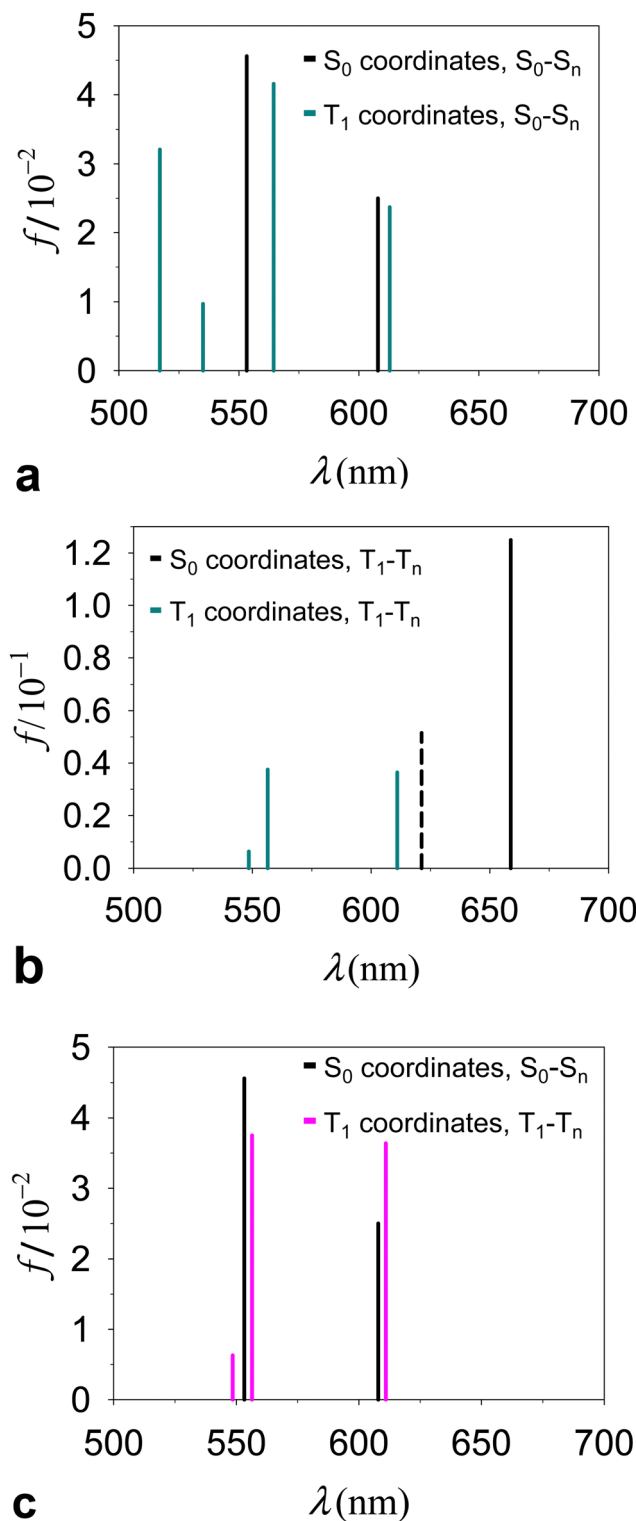 5
4
3
2
1
0
f/10⁻²
S₀ coordinates, S₀-Sₙ
T₁ coordinates, S₀-Sₙ
500 550 600 650 700
λ(nm)
a
1.2
1.0
0.8
0.6
0.4
0.2
0.0
f/10⁻¹
S₀ coordinates, T₁-Tₙ
T₁ coordinates, T₁-Tₙ
500 550 600 650 700
λ(nm)
b
5
4
3
2
1
0
f/10⁻²
S₀ coordinates, S₀-Sₙ
T₁ coordinates, T₁-Tₙ
500 550 600 650 700
λ(nm)
c